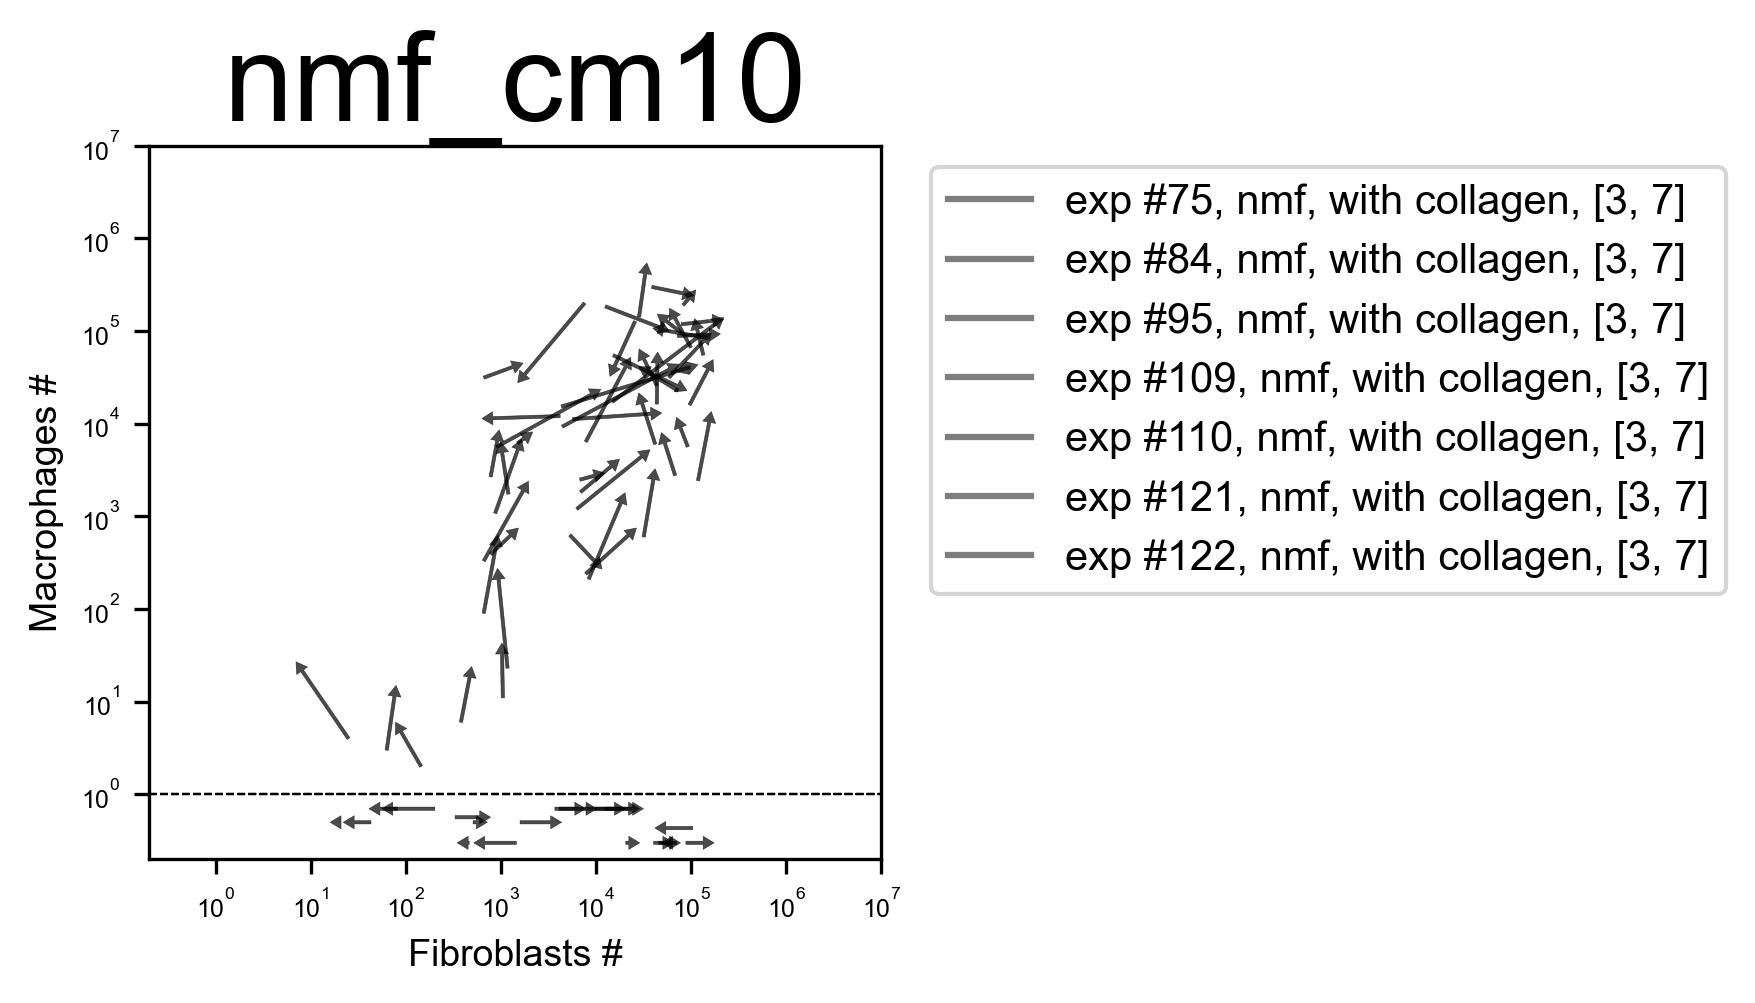 nmf_cm10
10^7
10^6
10^5
10^4
10^3
10^2
10^1
10^0
Macrophages #
10^0 10^1 10^2 10^3 10^4 10^5 10^6 10^7
Fibroblasts #
exp #75, nmf, with collagen, [3, 7]
exp #84, nmf, with collagen, [3, 7]
exp #95, nmf, with collagen, [3, 7]
exp #109, nmf, with collagen, [3, 7]
exp #110, nmf, with collagen, [3, 7]
exp #121, nmf, with collagen, [3, 7]
exp #122, nmf, with collagen, [3, 7]